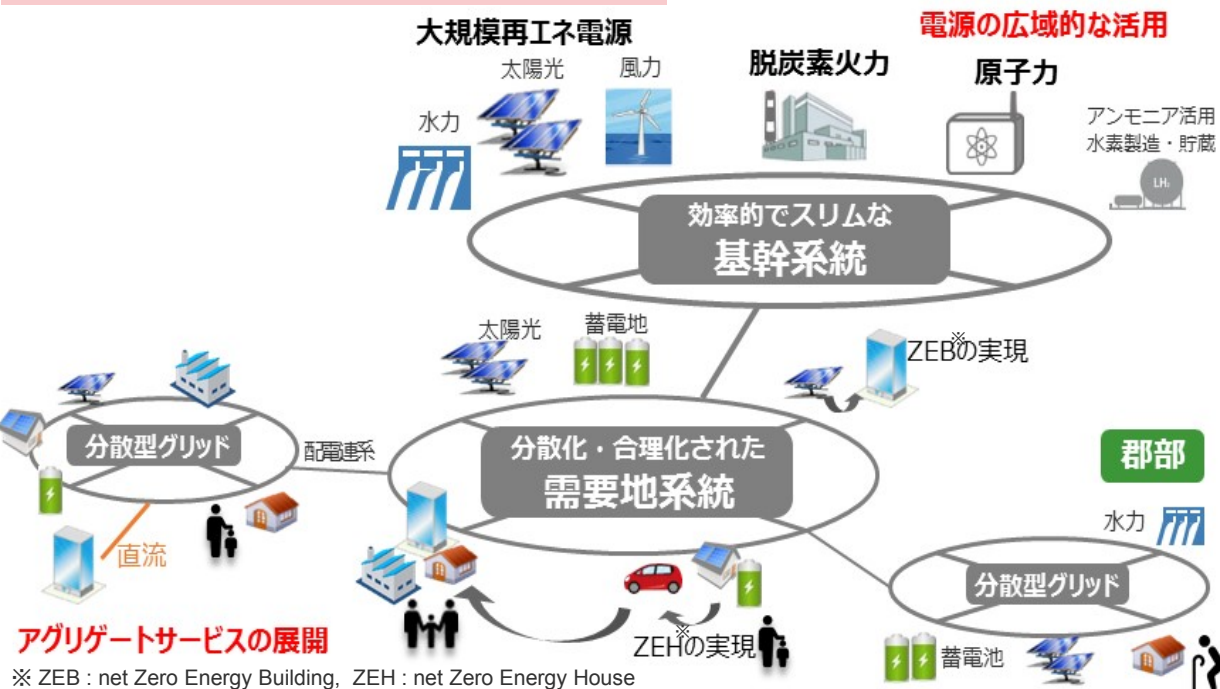 大規模再エネ電源
電源の広域的な活用
太陽光
風力
脱炭素火力
原子力
水力
アンモニア活用
水素製造・貯蔵
LH₂
効率的でスリムな
基幹系統
太陽光
蓄電地
※
ZEBの実現
分散型グリッド
配電連系
分散化・合理化された
需要地系統
郡部
水力
直流
分散型グリッド
アグリゲートサービスの展開
※
ZEHの実現
蓄電池
※ ZEB : net Zero Energy Building, ZEH : net Zero Energy House